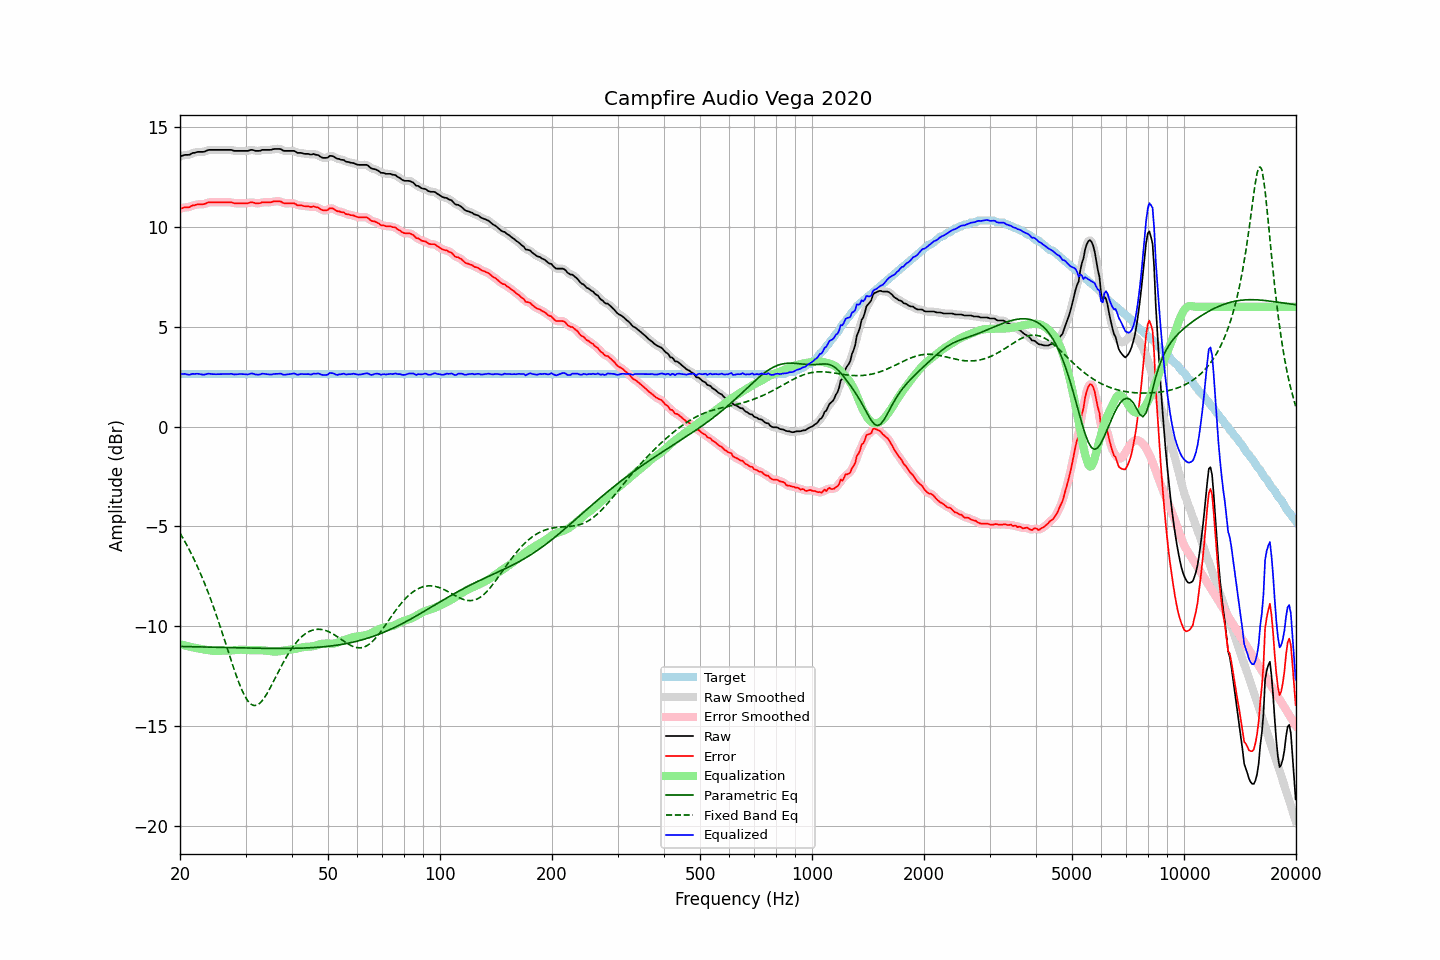 Campfire Audio Vega 2020
Amplitude (dBr)
15
10
5
0
−5
−10
−15
−20
Target
Raw Smoothed
Error Smoothed
Raw
Error
Equalization
Parametric Eq
Fixed Band Eq
Equalized
20 50 100 200 500 1000 2000 5000 10000 20000
Frequency (Hz)